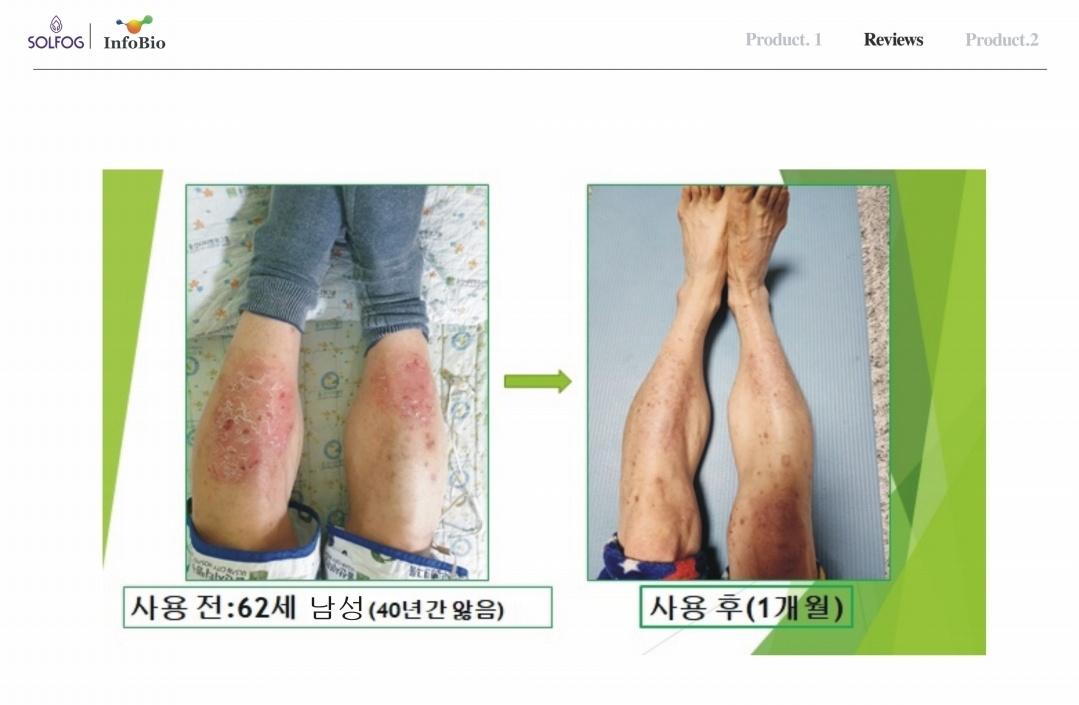 SOLFOG InfoBio
Product. 1 Reviews Product.2
사용 전:62세 남성(40년간 앓음)
사용 후(1개월)